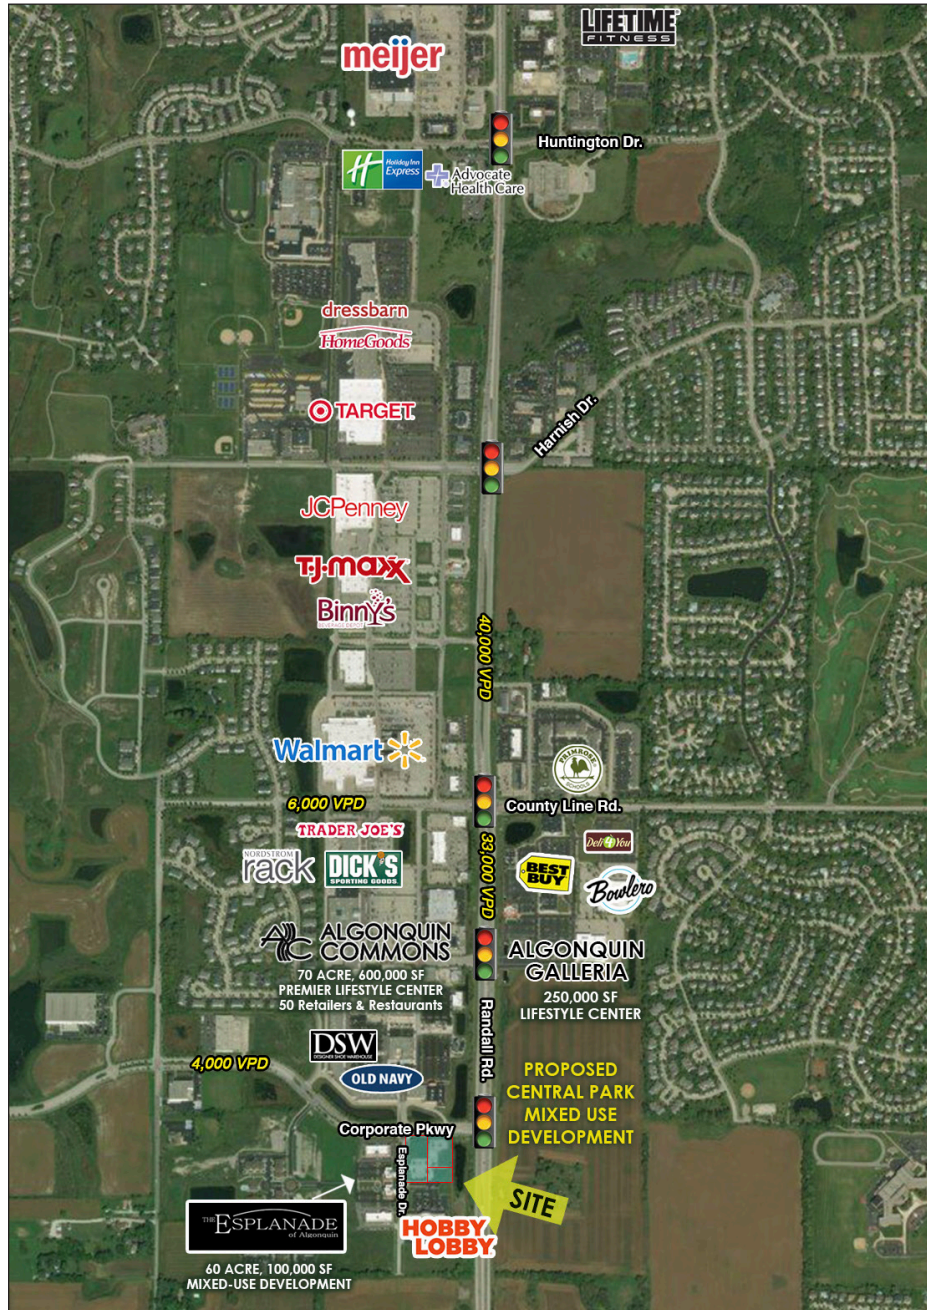 LIFETIME
FITNESS
meijer
Huntington Dr.
H
Holiday Inn
Express
Advocate
Health Care
dressbarn
HomeGoods
TARGET
Harnish Dr.
JCPenney
T·J·maxx
BINNY'S
BEVERAGE DEPOT
40,000 VPD
Walmart
PRIMROSE
SCHOOLS
6,000 VPD
County Line Rd.
TRADER JOE'S
NORDSTROM
rack
DICK'S
SPORTING GOODS
33,000 VPD
Deli 4 You
BEST
BUY
Bowlero
ALGONQUIN
COMMONS
70 ACRE, 600,000 SF
PREMIER LIFESTYLE CENTER
50 Retailers & Restaurants
ALGONQUIN
GALLERIA
250,000 SF
LIFESTYLE CENTER
Randall Rd.
DSW
DESIGNER SHOE WAREHOUSE
OLD NAVY
4,000 VPD
PROPOSED
CENTRAL PARK
MIXED USE
DEVELOPMENT
Corporate Pkwy
Esplanade Dr.
SITE
THE ESPLANADE
of Algonquin
HOBBY
LOBBY
60 ACRE, 100,000 SF
MIXED-USE DEVELOPMENT